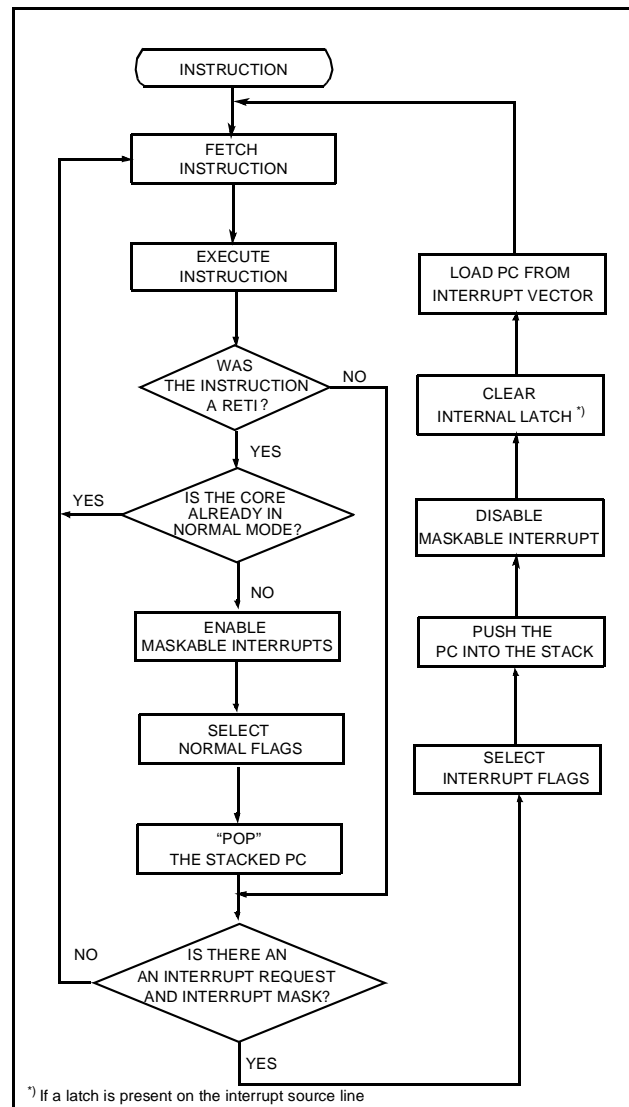 INSTRUCTION
FETCH
INSTRUCTION
EXECUTE
INSTRUCTION
WAS
THE INSTRUCTION
A RETI ?
NO
YES
IS THE CORE
ALREADY IN
NORMAL MODE?
YES
NO
ENABLE
MASKABLE INTERRUPTS
SELECT
NORMAL FLAGS
“POP”
THE STACKED PC
IS THERE AN
AN INTERRUPT REQUEST
AND INTERRUPT MASK?
NO
YES
SELECT
INTERRUPT FLAGS
PUSH THE
PC INTO THE STACK
DISABLE
MASKABLE INTERRUPT
CLEAR
INTERNAL LATCH *)
LOAD PC FROM
INTERRUPT VECTOR
*) If a latch is present on the interrupt source line